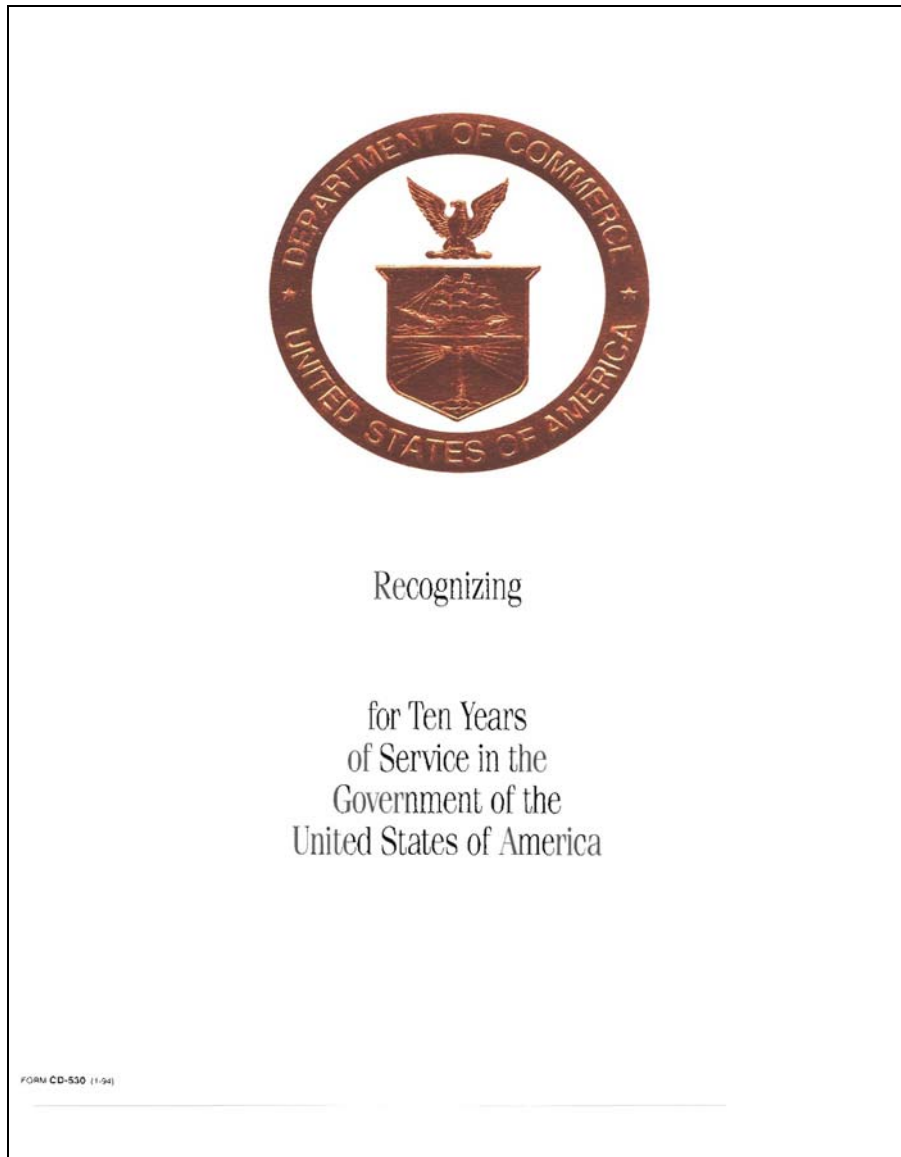 DEPARTMENT OF COMMERCE
UNITED STATES OF AMERICA
Recognizing
for Ten Years
of Service in the
Government of the
United States of America
FORM CD-530 (1-94)